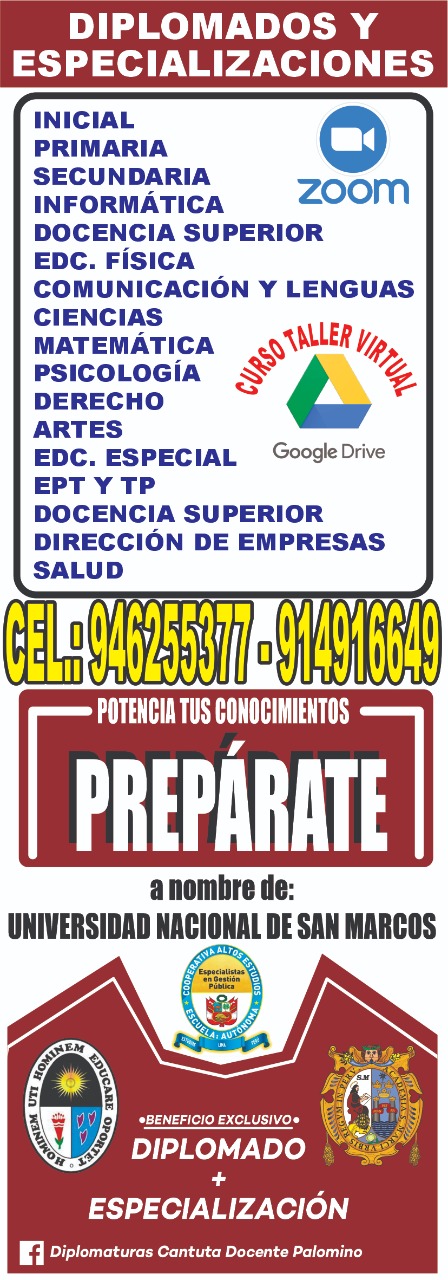 DIPLOMADOS Y
ESPECIALIZACIONES
INICIAL
PRIMARIA
SECUNDARIA
INFORMÁTICA
DOCENCIA SUPERIOR
EDC. FÍSICA
COMUNICACIÓN Y LENGUAS
CIENCIAS
MATEMÁTICA
PSICOLOGÍA
DERECHO
ARTES
EDC. ESPECIAL
EPT Y TP
DOCENCIA SUPERIOR
DIRECCIÓN DE EMPRESAS
SALUD
zoom
CURSO TALLER VIRTUAL
Google Drive
CEL.: 946255377 - 914916649
POTENCIA TUS CONOCIMIENTOS
PREPÁRATE
a nombre de:
UNIVERSIDAD NACIONAL DE SAN MARCOS
COOPERATIVA ALTOS ESTUDIOS
Especialistas
en Gestión
Pública
ESCUELA AUTÓNOMA
LIMA
HOMINEM UTI HOMINEM EDUCARE OPORTET
S.M
•BENEFICIO EXCLUSIVO•
DIPLOMADO
+
ESPECIALIZACIÓN
Diplomaturas Cantuta Docente Palomino